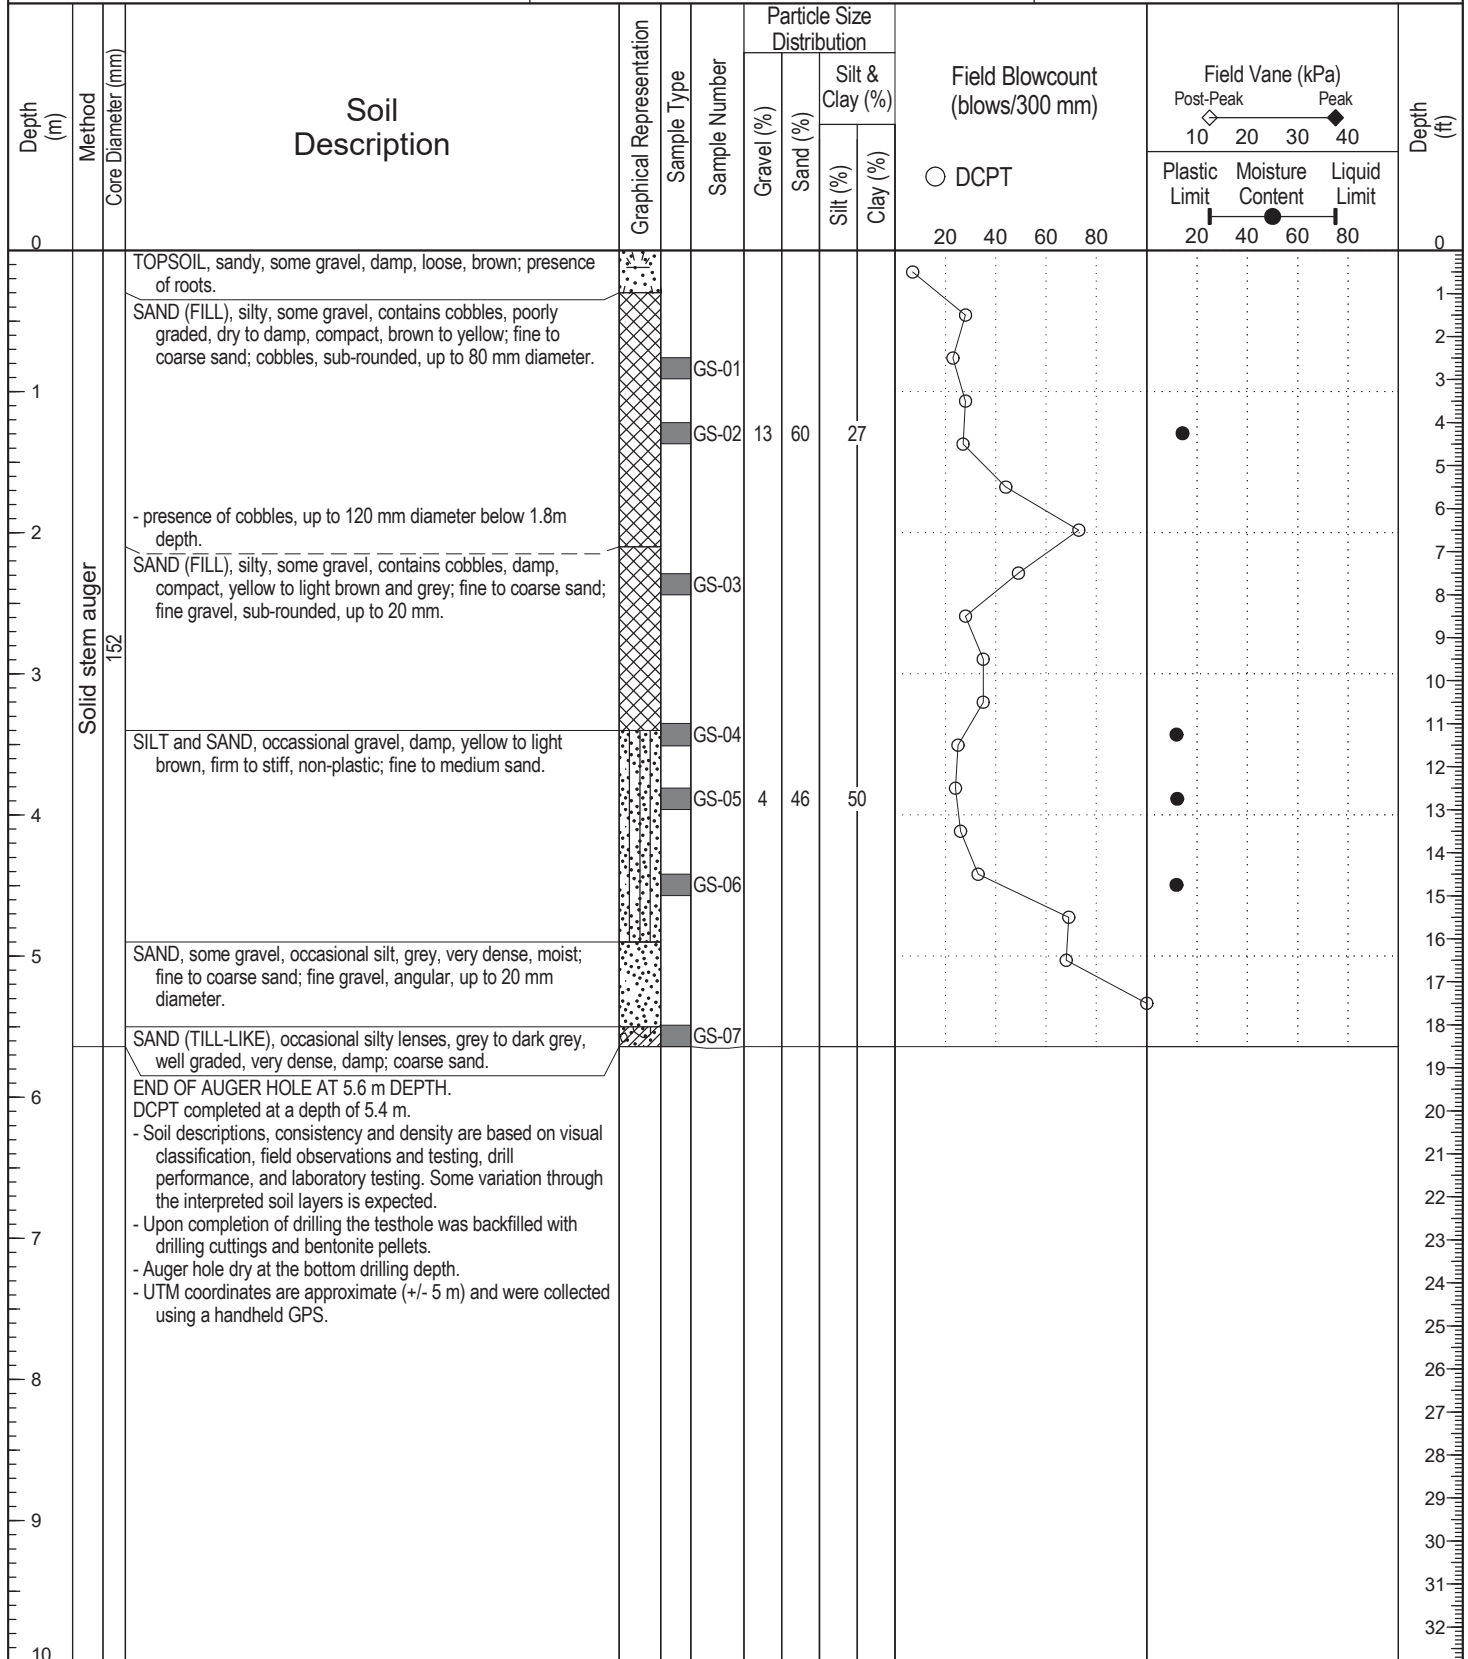 Depth
(m)
Method
Core Diameter (mm)
Soil
Description
Graphical Representation
Sample Type
Sample Number
Particle Size
Distribution
Gravel (%)
Sand (%)
Silt &
Clay (%)
Silt (%)
Clay (%)
Field Blowcount
(blows/300 mm)
DCPT
20 40 60 80
Field Vane (kPa)
Post-Peak Peak
10 20 30 40
Plastic Moisture Liquid
Limit Content Limit
20 40 60 80
Depth
(ft)
0
0
TOPSOIL, sandy, some gravel, damp, loose, brown; presence
of roots.
SAND (FILL), silty, some gravel, contains cobbles, poorly
graded, dry to damp, compact, brown to yellow; fine to
coarse sand; cobbles, sub-rounded, up to 80 mm diameter.
GS-01
GS-02 13 60 27
- presence of cobbles, up to 120 mm diameter below 1.8m
depth.
SAND (FILL), silty, some gravel, contains cobbles, damp,
compact, yellow to light brown and grey; fine to coarse sand;
fine gravel, sub-rounded, up to 20 mm.
GS-03
Solid stem auger
152
GS-04
SILT and SAND, occassional gravel, damp, yellow to light
brown, firm to stiff, non-plastic; fine to medium sand.
GS-05 4 46 50
GS-06
SAND, some gravel, occasional silt, grey, very dense, moist;
fine to coarse sand; fine gravel, angular, up to 20 mm
diameter.
SAND (TILL-LIKE), occasional silty lenses, grey to dark grey,
well graded, very dense, damp; coarse sand.
GS-07
END OF AUGER HOLE AT 5.6 m DEPTH.
DCPT completed at a depth of 5.4 m.
- Soil descriptions, consistency and density are based on visual
classification, field observations and testing, drill
performance, and laboratory testing. Some variation through
the interpreted soil layers is expected.
- Upon completion of drilling the testhole was backfilled with
drilling cuttings and bentonite pellets.
- Auger hole dry at the bottom drilling depth.
- UTM coordinates are approximate (+/- 5 m) and were collected
using a handheld GPS.
1
2
3
4
5
6
7
8
9
10
1
2
3
4
5
6
7
8
9
10
11
12
13
14
15
16
17
18
19
20
21
22
23
24
25
26
27
28
29
30
31
32